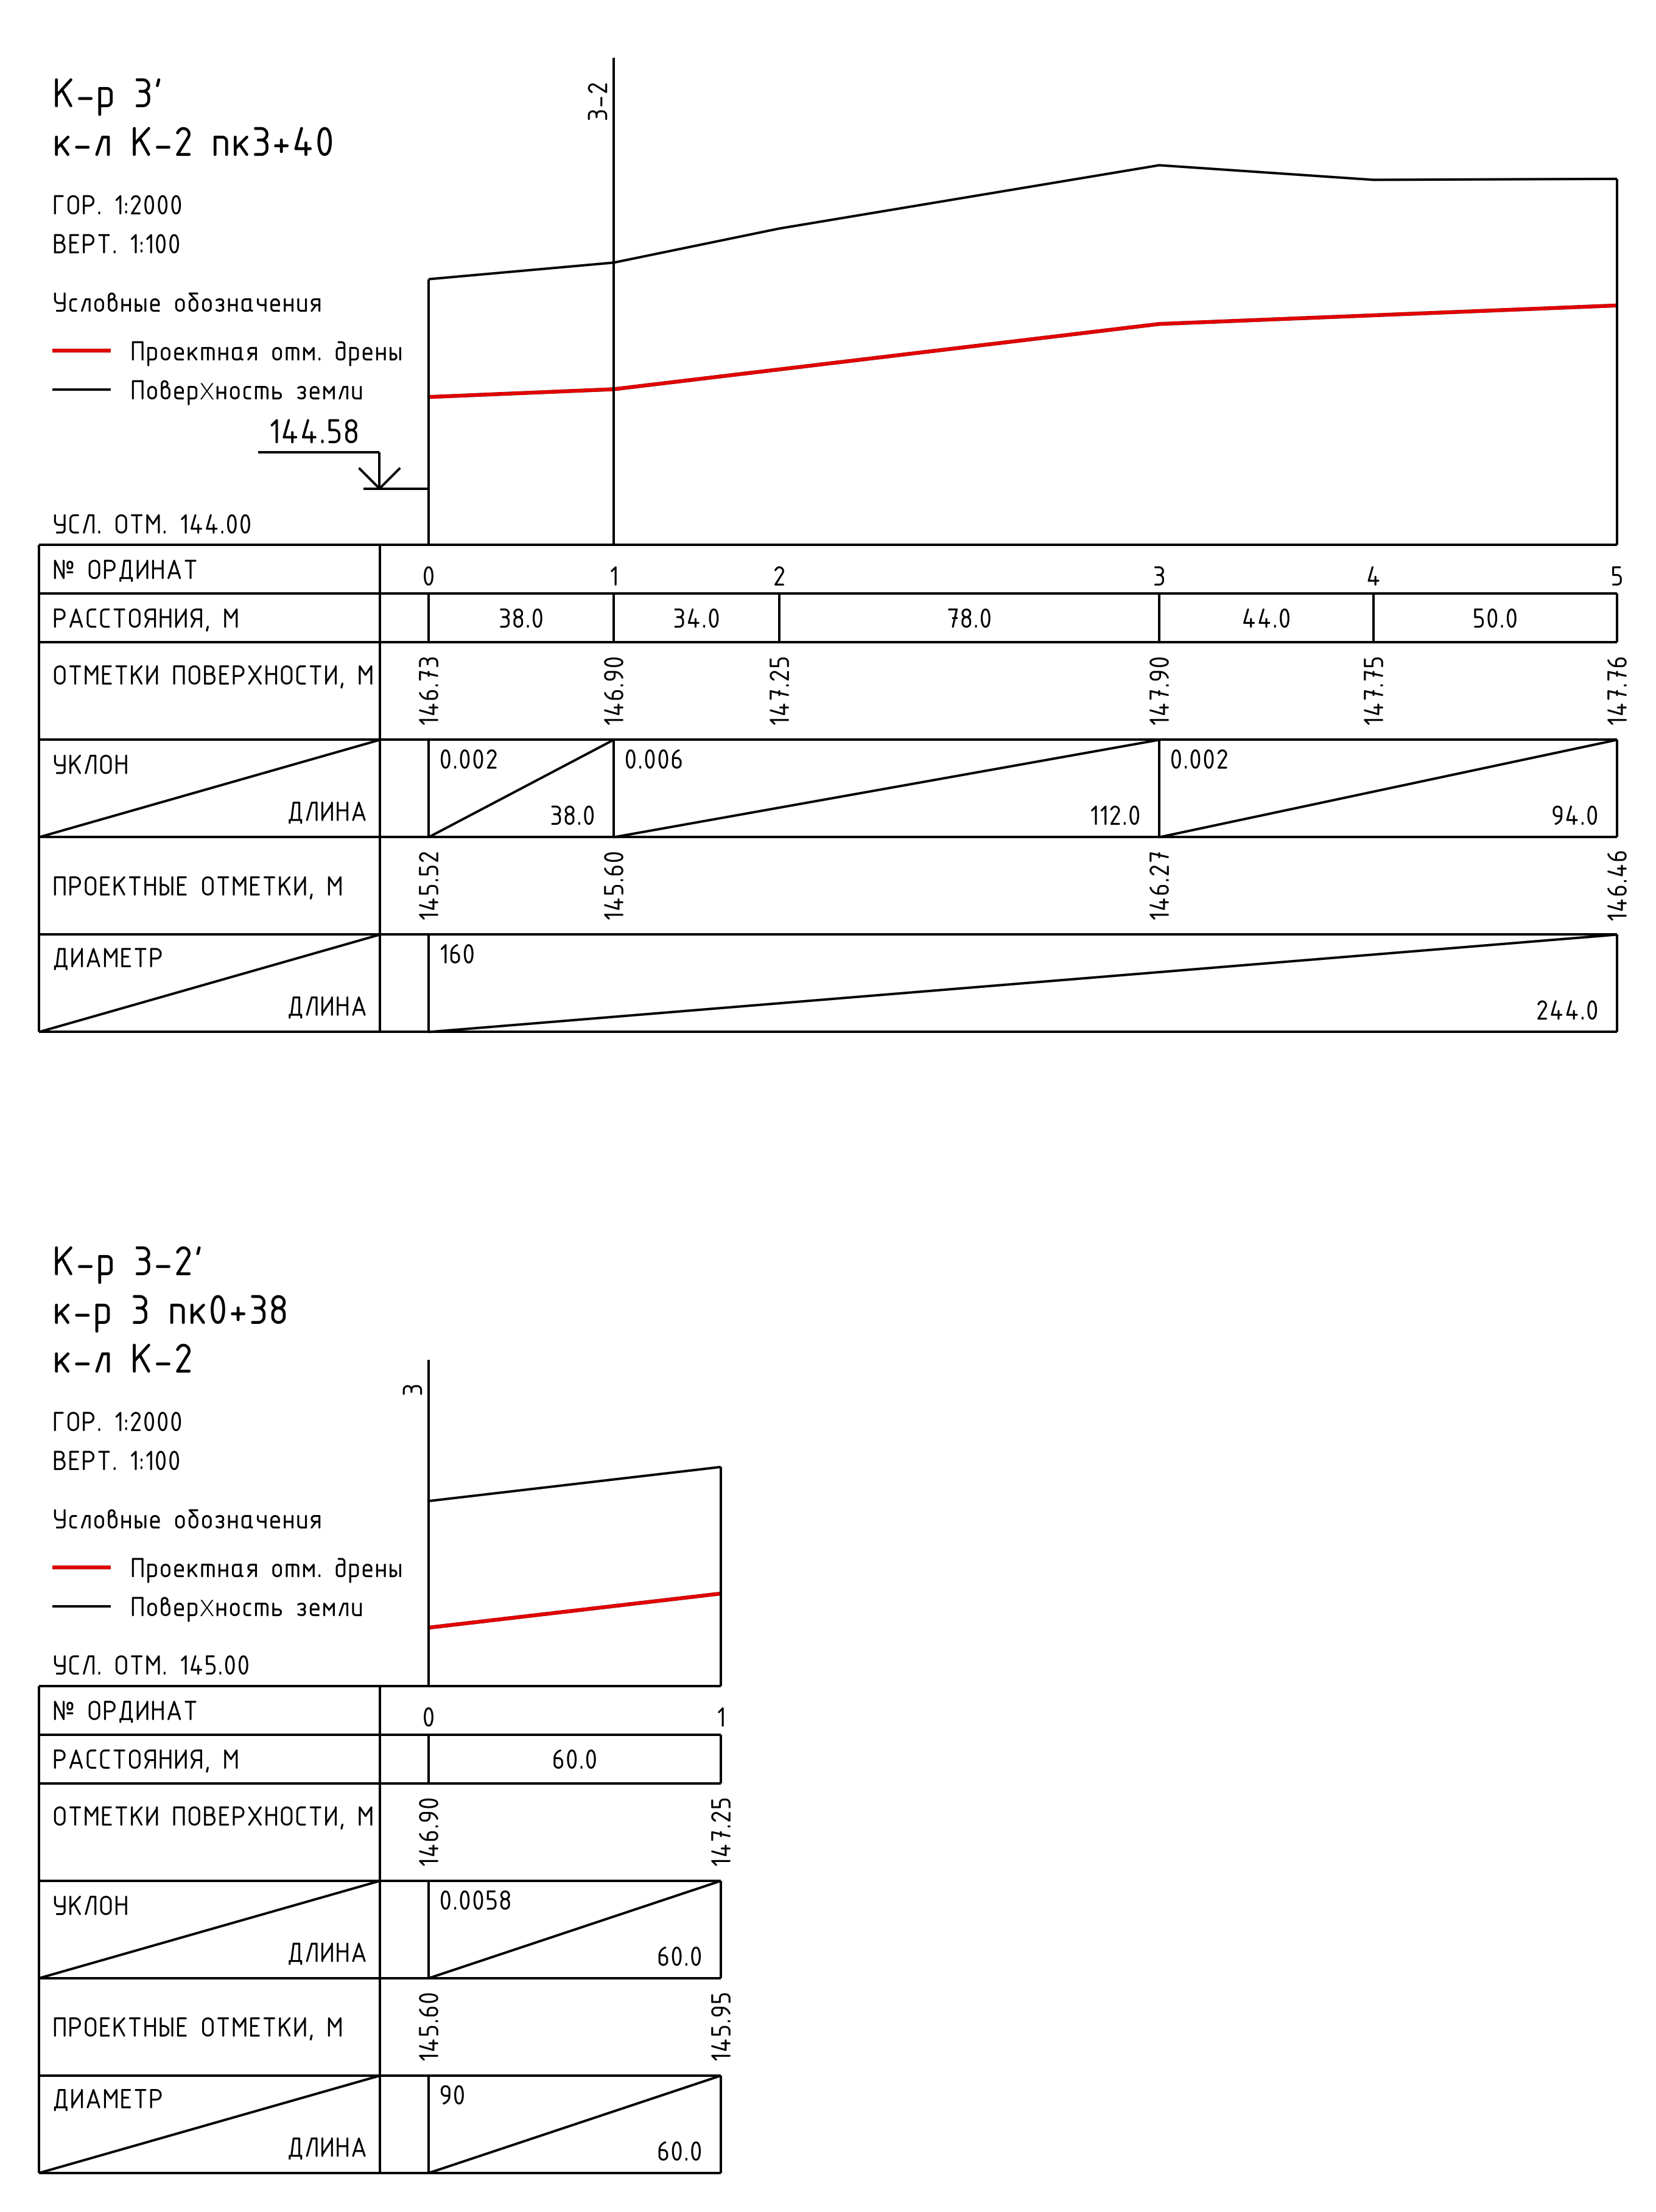 К-р 3'
к-л К-2 пк3+40
3-2
ГОР. 1:2000
ВЕРТ. 1:100
Условные обозначения
Проектная отм. дрены
ПоверХность земли
144.58
УСЛ. ОТМ. 144.00
№ ОРДИНАТ 0 1 2 3 4 5
РАССТОЯНИЯ, М 38.0 34.0 78.0 44.0 50.0
ОТМЕТКИ ПОВЕРХНОСТИ, М 146.73 146.90 147.25 147.90 147.75 147.76
УКЛОН 0.002 0.006 0.002
ДЛИНА 38.0 112.0 94.0
ПРОЕКТНЫЕ ОТМЕТКИ, М 145.52 145.60 146.27 146.46
ДИАМЕТР 160
ДЛИНА 244.0
К-р 3-2'
к-р 3 пк0+38
к-л К-2
3
ГОР. 1:2000
ВЕРТ. 1:100
Условные обозначения
Проектная отм. дрены
ПоверХность земли
УСЛ. ОТМ. 145.00
№ ОРДИНАТ 0 1
РАССТОЯНИЯ, М 60.0
ОТМЕТКИ ПОВЕРХНОСТИ, М 146.90 147.25
УКЛОН 0.0058
ДЛИНА 60.0
ПРОЕКТНЫЕ ОТМЕТКИ, М 145.60 145.95
ДИАМЕТР 90
ДЛИНА 60.0